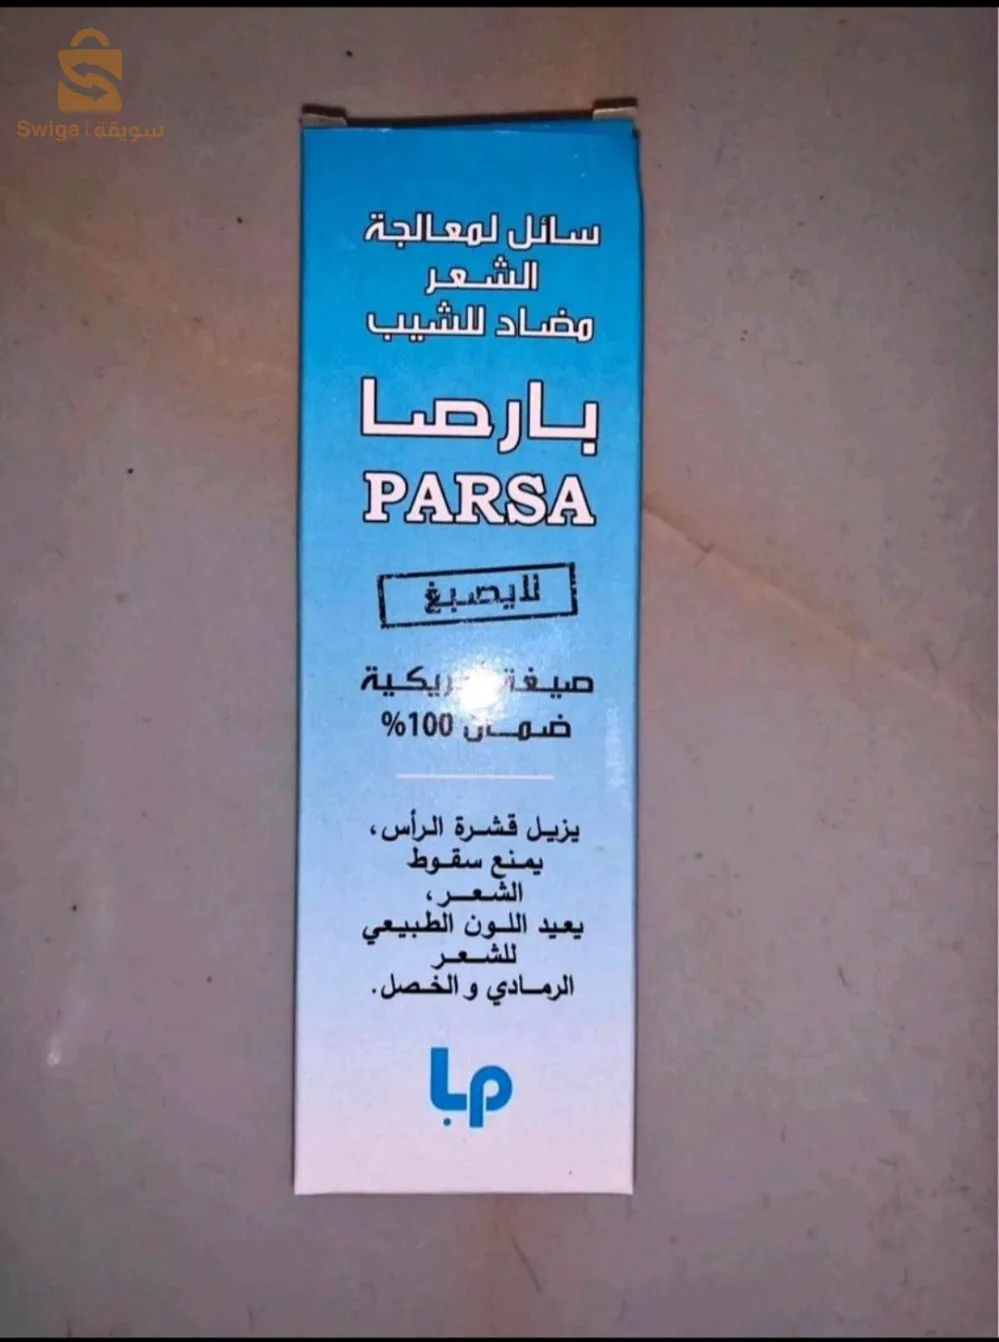 Swiga | سويقة
سائل لمعالجة
الشعر
مضاد للشيب
بارصا
PARSA
لايصبغ
صيغة
ضمان 100%
يزيل قشرة الرأس،
يمنع سقوط
الشعر،
يعيد اللون الطبيعي
للشعر
الرمادي و الخصل.